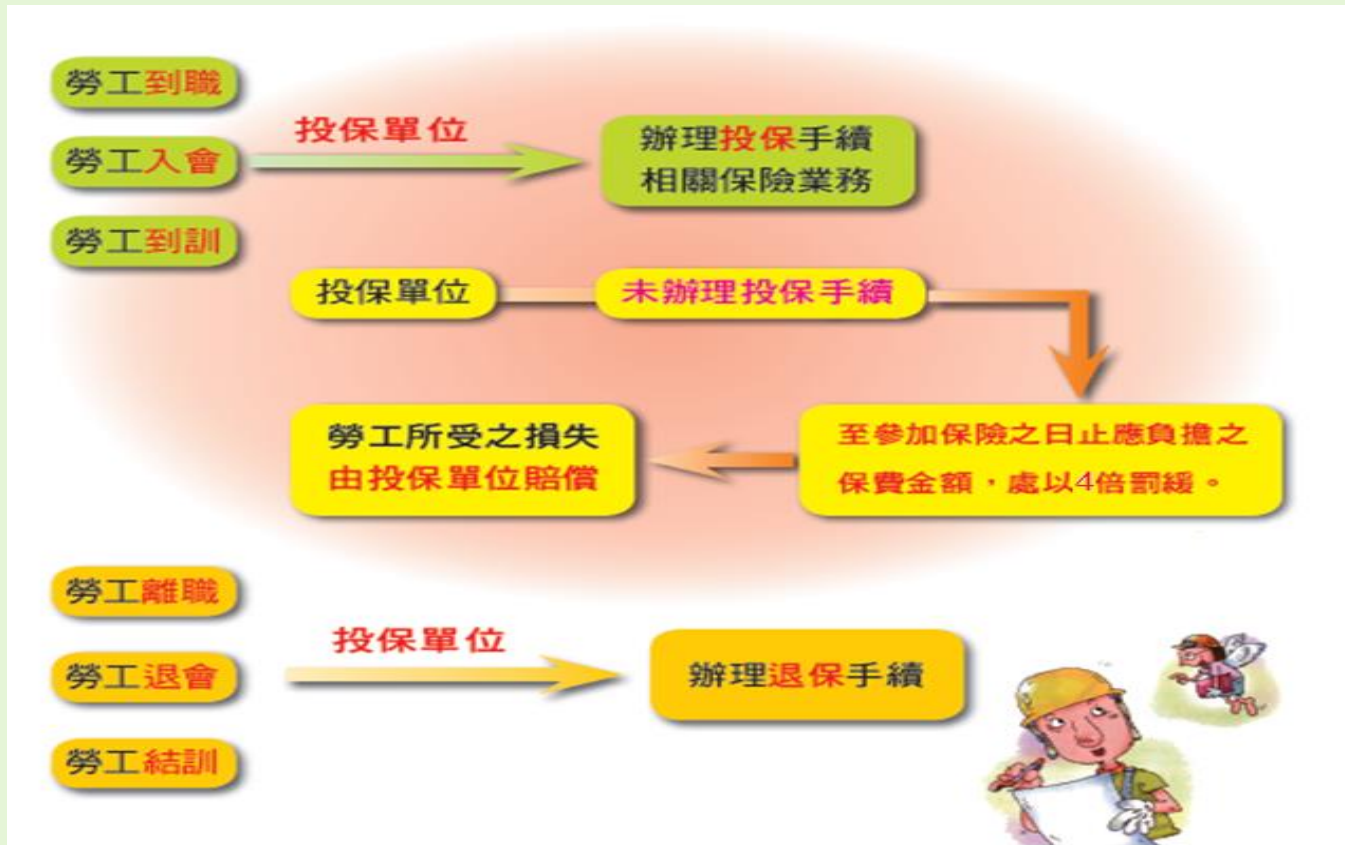 勞工到職
投保單位
勞工入會
辦理投保手續
相關保險業務
勞工到訓
投保單位
未辦理投保手續
至參加保險之日止應負擔之
保費金額，處以4倍罰緩。
勞工所受之損失
由投保單位賠償
勞工離職
投保單位
勞工退會
辦理退保手續
勞工結訓